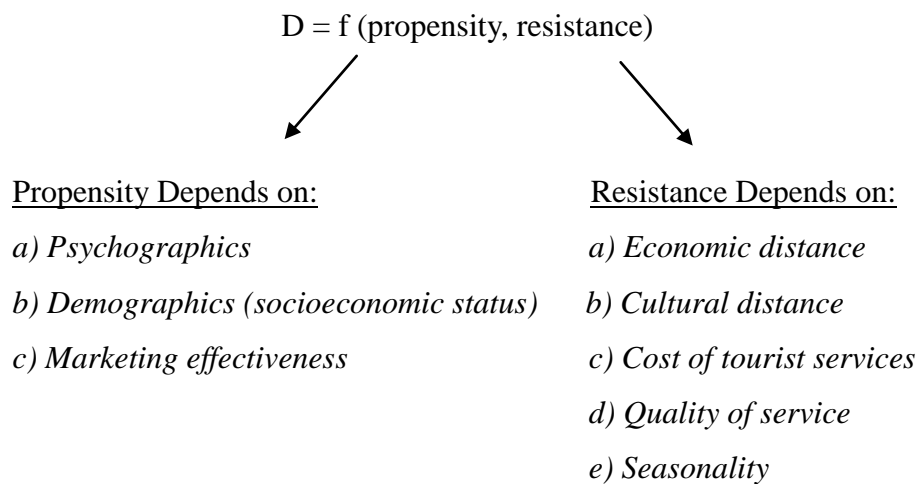 D = f (propensity, resistance)
Propensity Depends on:
a) Psychographics
b) Demographics (socioeconomic status)
c) Marketing effectiveness
Resistance Depends on:
a) Economic distance
b) Cultural distance
c) Cost of tourist services
d) Quality of service
e) Seasonality